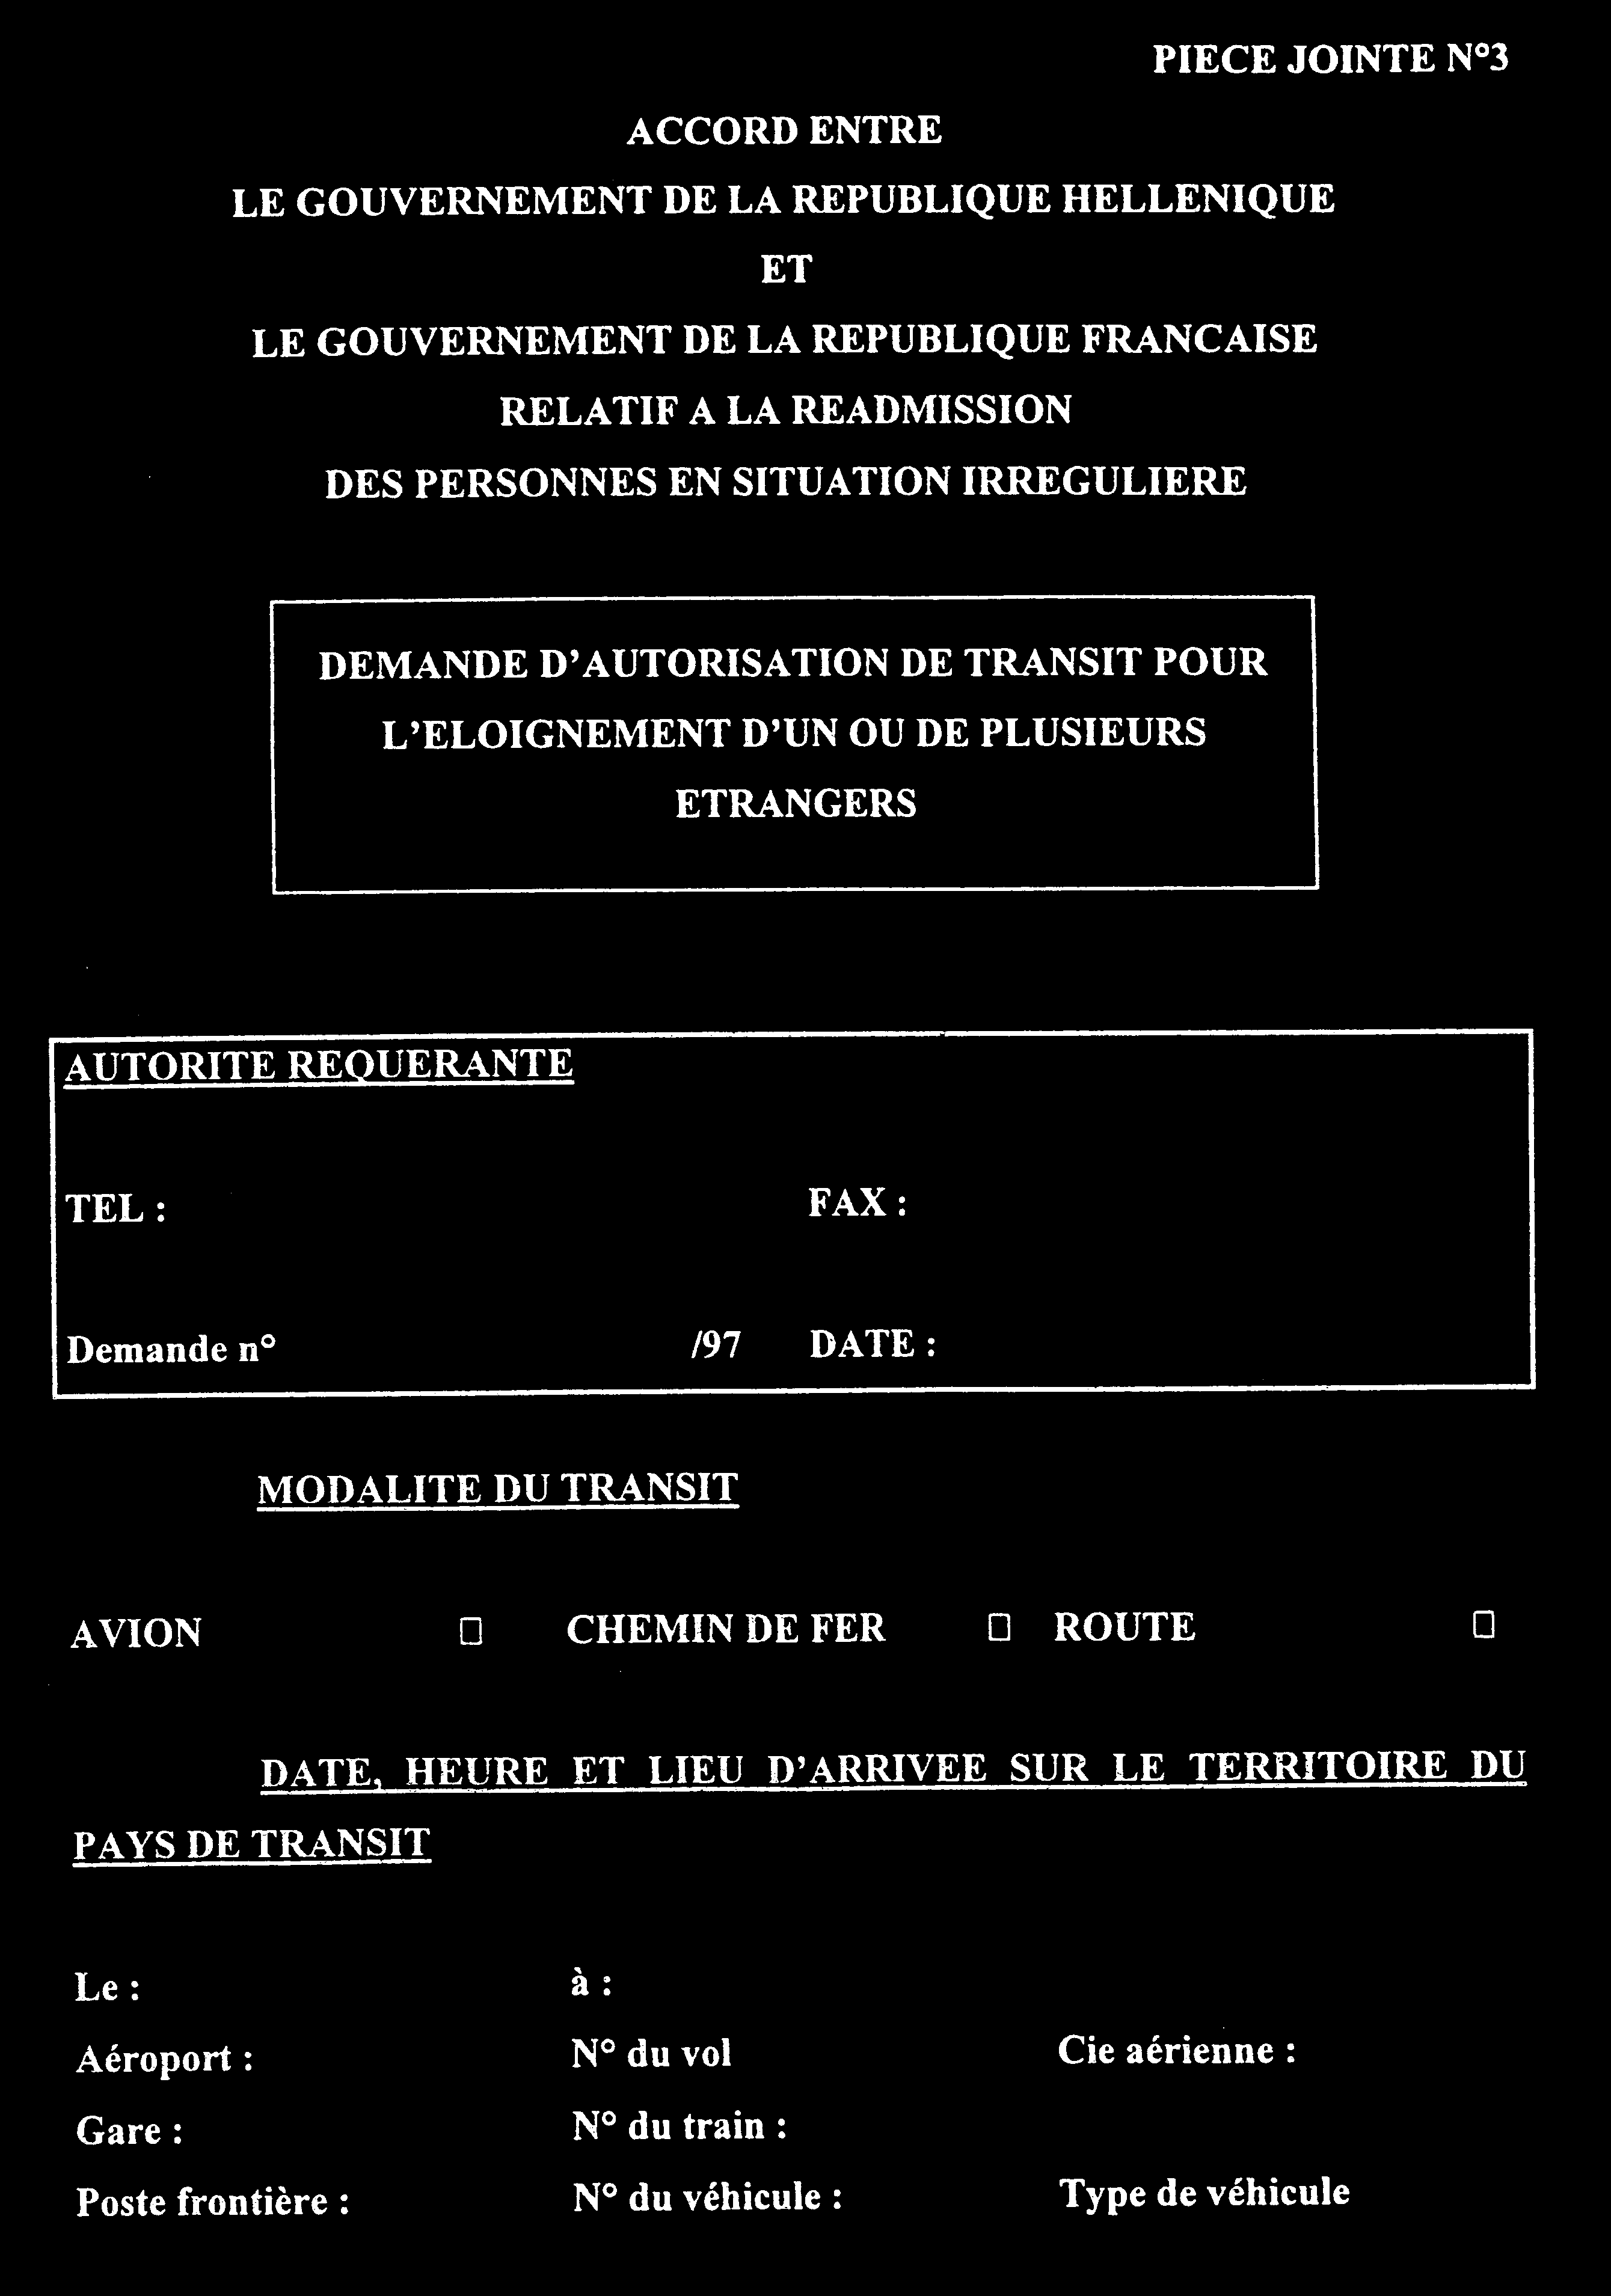 PIECE JOINTE N°3
ACCORD ENTRE
LE GOUVERNEMENT DE LA REPUBLIQUE HELLENIQUE
ET
LE GOUVERNEMENT DE LA REPUBLIQUE FRANCAISE
RELATIF A LA READMISSION
DES PERSONNES EN SITUATION IRREGULIERE
DEMANDE D'AUTORISATION DE TRANSIT POUR
L'ELOIGNEMENT D'UN OU DE PLUSIEURS
ETRANGERS
AUTORITE REQUERANTE
TEL : FAX :
Demande n° /97 DATE :
MODALITE DU TRANSIT
AVION □ CHEMIN DE FER □ ROUTE □
DATE, HEURE ET LIEU D'ARRIVEE SUR LE TERRITOIRE DU
PAYS DE TRANSIT
Le : à :
Aéroport : N° du vol Cie aérienne :
Gare : N° du train :
Poste frontière : N° du véhicule : Type de véhicule